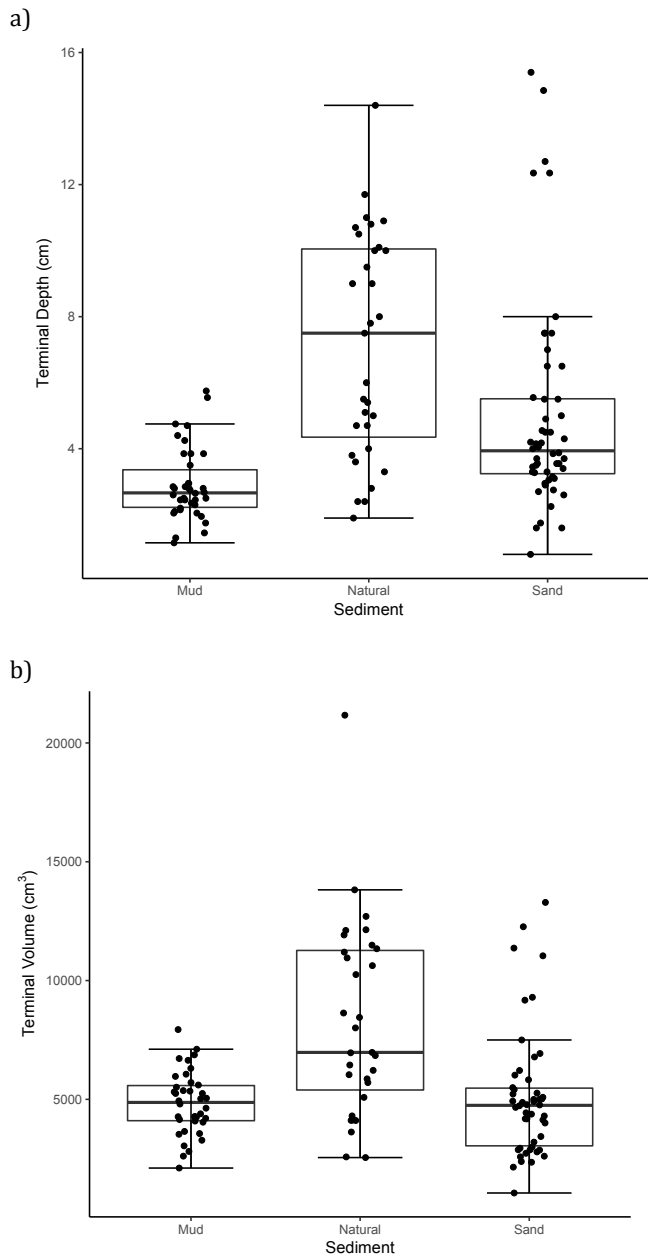 a)
16
12
8
4
Terminal Depth (cm)
Mud Natural Sand
Sediment
b)
20000
15000
10000
5000
Terminal Volume (cm³)
Mud Natural Sand
Sediment